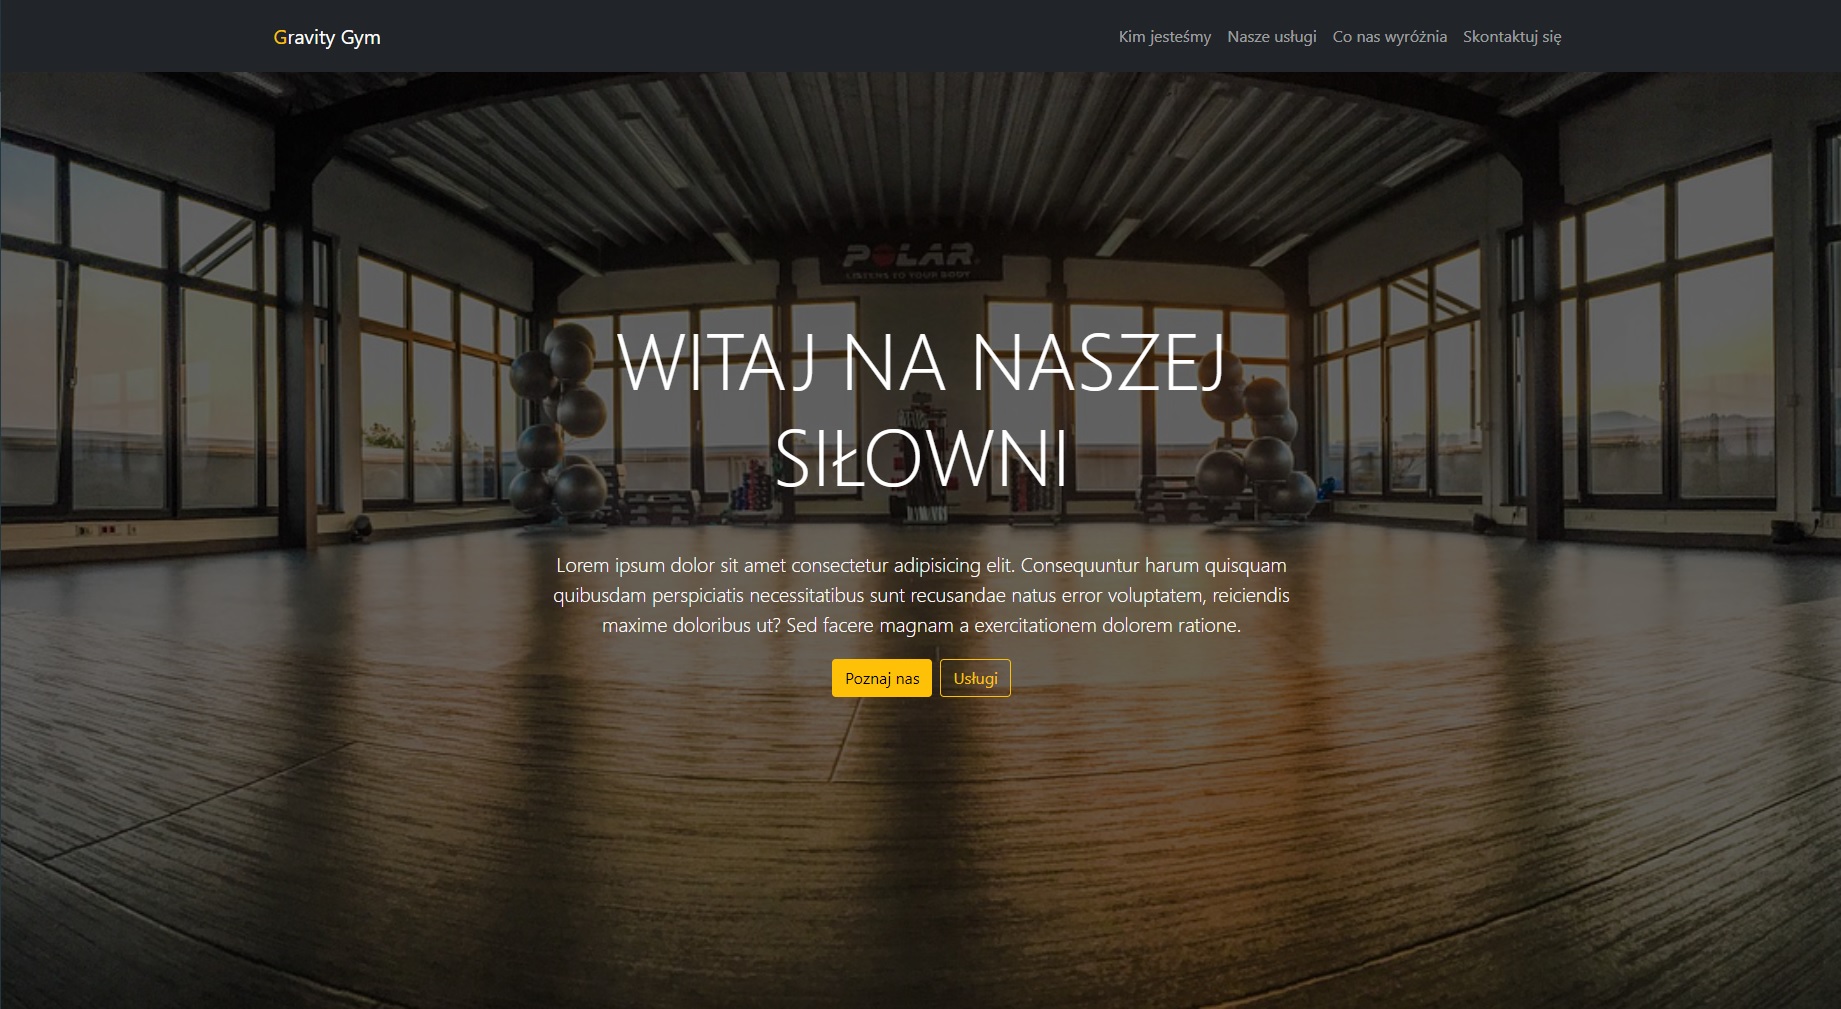 Gravity Gym
Kim jesteśmy Nasze usługi Co nas wyróżnia Skontaktuj się
POLAR
LISTENS TO YOUR BODY
WITAJ NA NASZEJ
SIŁOWNI
Lorem ipsum dolor sit amet consectetur adipisicing elit. Consequuntur harum quisquam
quibusdam perspiciatis necessitatibus sunt recusandae natus error voluptatem, reiciendis
maxime doloribus ut? Sed facere magnam a exercitationem dolorem ratione.
Poznaj nas Usługi